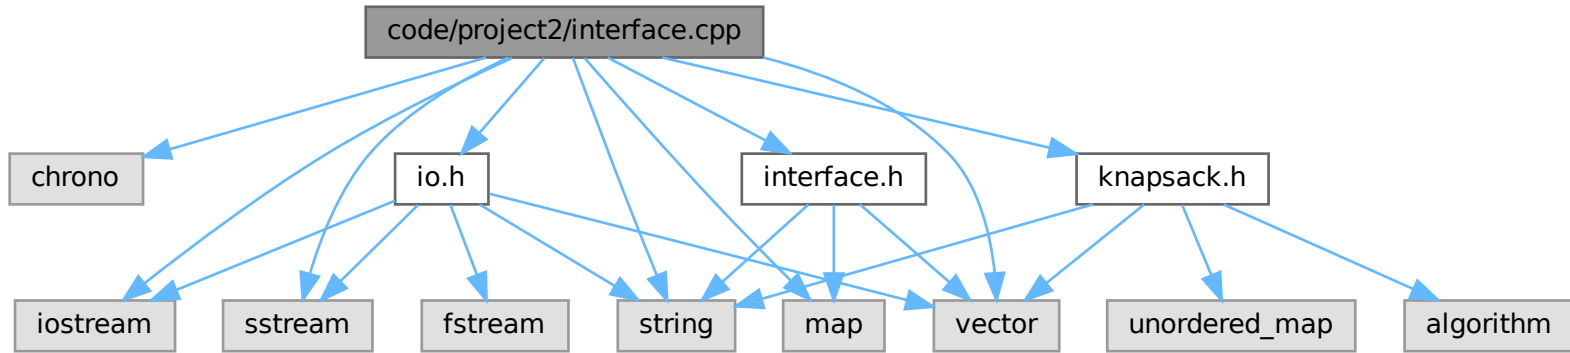 code/project2/interface.cpp
chrono
io.h
interface.h
knapsack.h
iostream
sstream
fstream
string
map
vector
unordered_map
algorithm